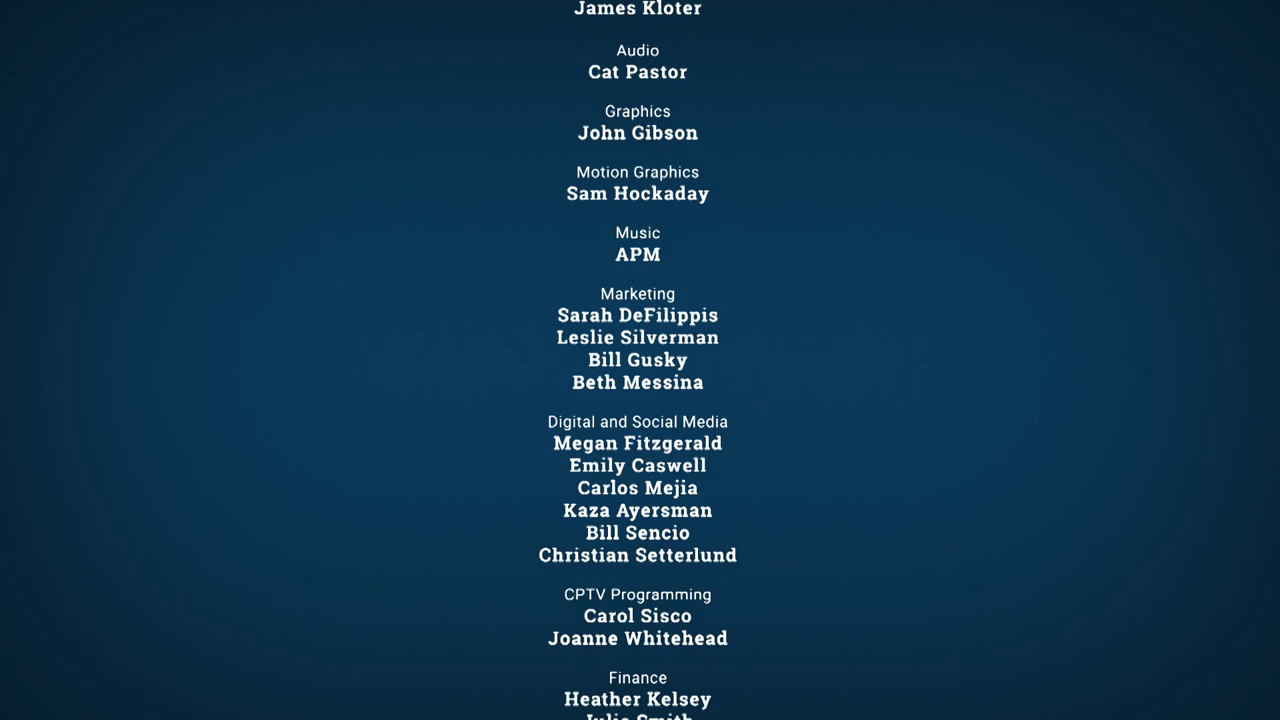 James Kloter
Audio
Cat Pastor
Graphics
John Gibson
Motion Graphics
Sam Hockaday
Music
APM
Marketing
Sarah DeFilippis
Leslie Silverman
Bill Gusky
Beth Messina
Digital and Social Media
Megan Fitzgerald
Emily Caswell
Carlos Mejia
Kaza Ayersman
Bill Sencio
Christian Setterlund
CPTV Programming
Carol Sisco
Joanne Whitehead
Finance
Heather Kelsey
Julie Smith